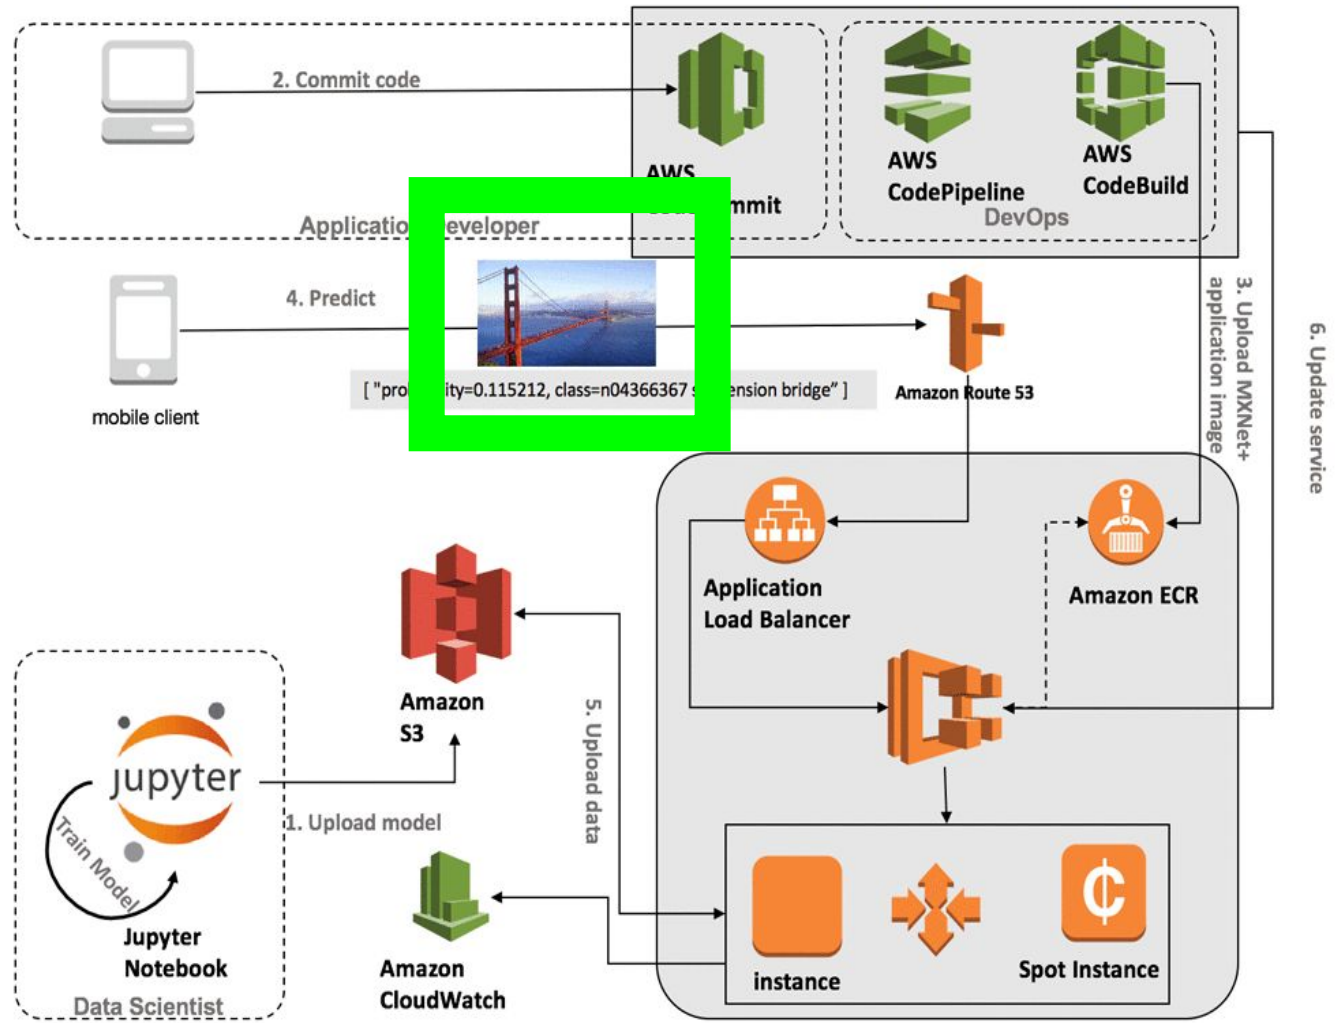 2. Commit code
AWS
mmit
AWS
CodePipeline
AWS
CodeBuild
DevOps
Application
eveloper
4. Predict
[ "pro
ity=0.115212, class=n04366367 s
ension bridge” ]
mobile client
Amazon Route 53
3. Upload MXNet+
application image
6. Update service
Application
Load Balancer
Amazon ECR
Amazon
S3
5. Upload data
jupyter
Train Model
1. Upload model
Jupyter
Notebook
Data Scientist
Amazon
CloudWatch
instance
¢
Spot Instance